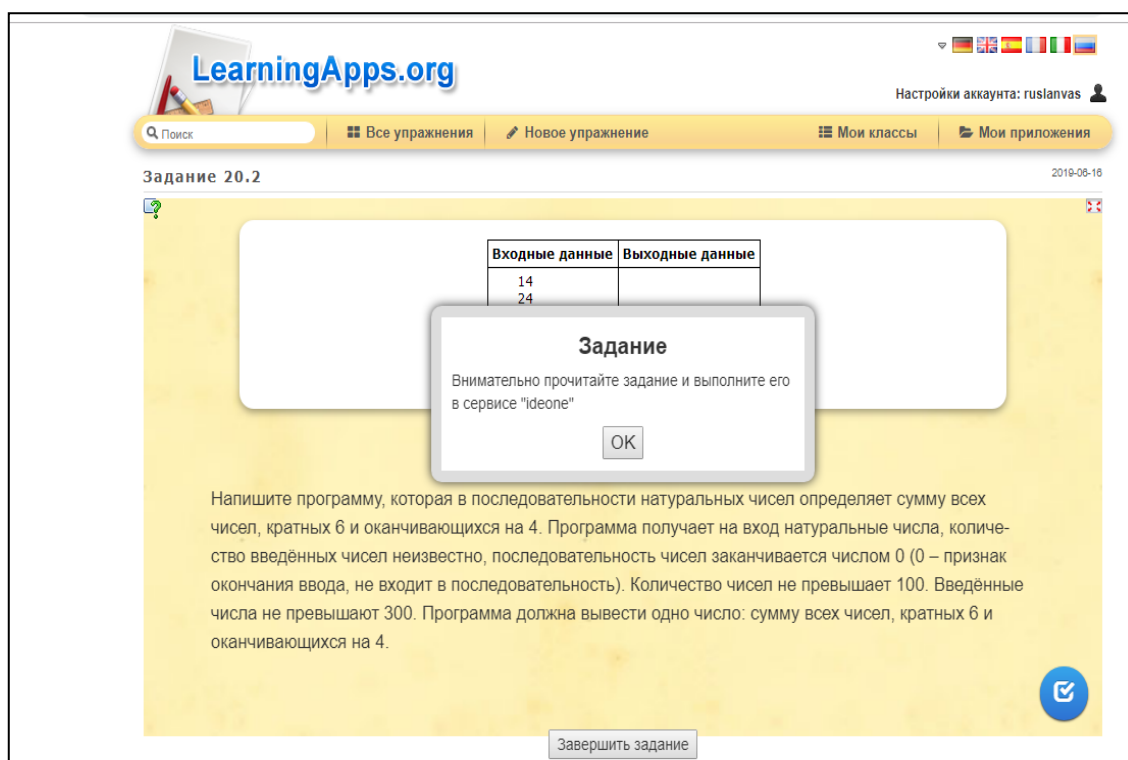 LearningApps.org
Настройки аккаунта: ruslanvas
Поиск
Все упражнения
Новое упражнение
Мои классы
Мои приложения
Задание 20.2
2019-06-16
Входные данные Выходные данные
14
24
Задание
Внимательно прочитайте задание и выполните его
в сервисе "ideone"
OK
Напишите программу, которая в последовательности натуральных чисел определяет сумму всех
чисел, кратных 6 и оканчивающихся на 4. Программа получает на вход натуральные числа, количе-
ство введённых чисел неизвестно, последовательность чисел заканчивается числом 0 (0 – признак
окончания ввода, не входит в последовательность). Количество чисел не превышает 100. Введённые
числа не превышают 300. Программа должна вывести одно число: сумму всех чисел, кратных 6 и
оканчивающихся на 4.
Завершить задание